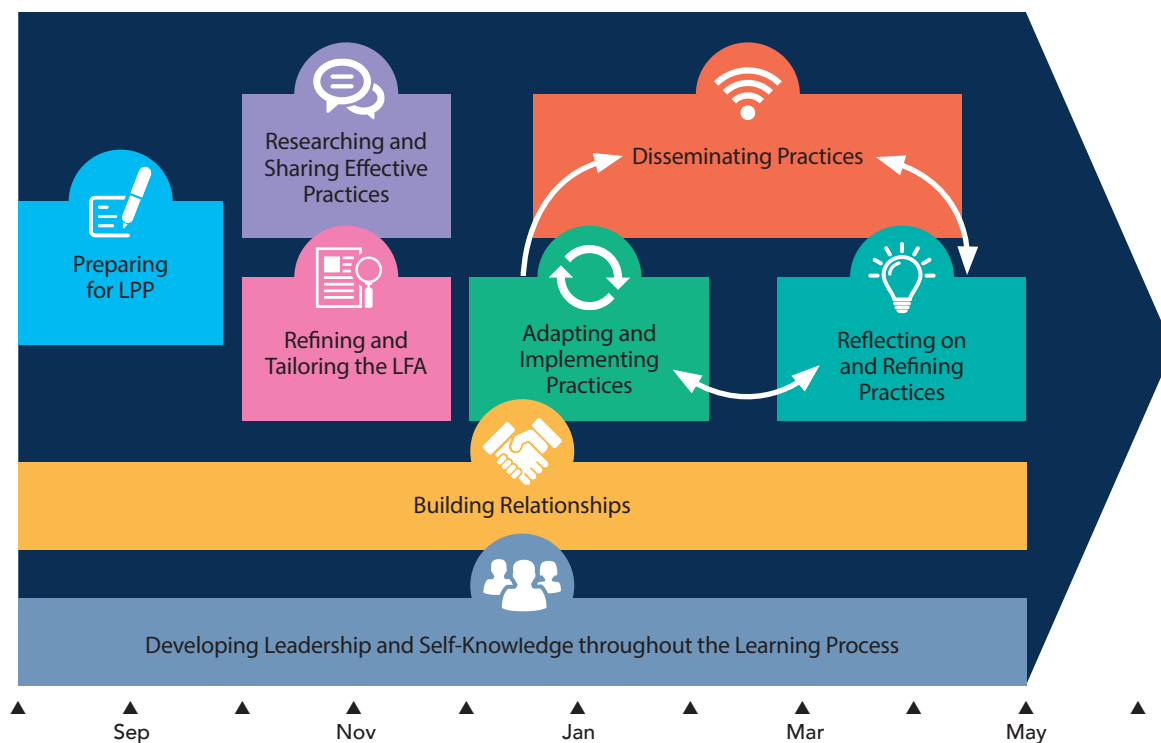 Preparing
for LPP
Researching and
Sharing Effective
Practices
Refining and
Tailoring the LFA
Disseminating Practices
Adapting and
Implementing
Practices
Reflecting on
and Refining
Practices
Building Relationships
Developing Leadership and Self-Knowledge throughout the Learning Process
Sep Nov Jan Mar May